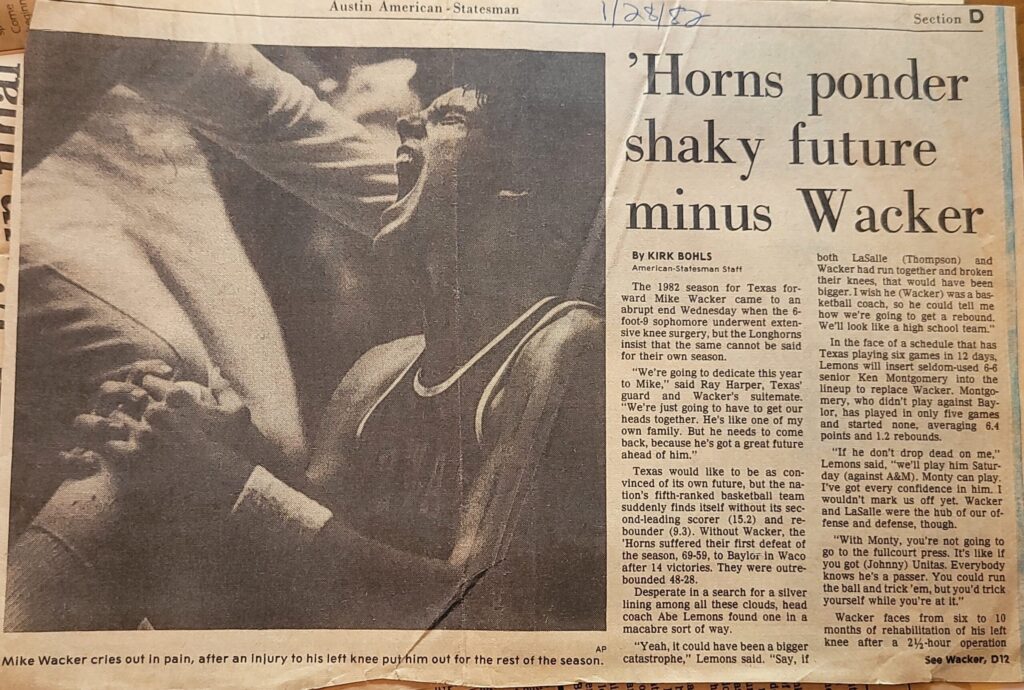 Austin American-Statesman
1/28/82
Section D
'Horns ponder
shaky future
minus Wacker
By KIRK BOHLS
American-Statesman Staff
The 1982 season for Texas for-
ward Mike Wacker came to an
abrupt end Wednesday when the 6-
foot-9 sophomore underwent exten-
sive knee surgery, but the Longhorns
insist that the same cannot be said
for their own season.
"We're going to dedicate this year
to Mike," said Ray Harper, Texas'
guard and Wacker's suitemate.
"We're just going to have to get our
heads together. He's like one of my
own family. But he needs to come
back, because he's got a great future
ahead of him."
Texas would like to be as con-
vinced of its own future, but the na-
tion's fifth-ranked basketball team
suddenly finds itself without its sec-
ond-leading scorer (15.2) and re-
bounder (9.3). Without Wacker, the
'Horns suffered their first defeat of
the season, 69-59, to Baylor in Waco
after 14 victories. They were outre-
bounded 48-28.
Desperate in a search for a silver
lining among all these clouds, head
coach Abe Lemons found one in a
macabre sort of way.
"Yeah, it could have been a bigger
catastrophe," Lemons said. "Say, if
both LaSalle (Thompson) and
Wacker had run together and broken
their knees, that would have been
bigger. I wish he (Wacker) was a bas-
ketball coach, so he could tell me
how we're going to get a rebound.
We'll look like a high school team."
In the face of a schedule that has
Texas playing six games in 12 days,
Lemons will insert seldom-used 6-6
senior Ken Montgomery into the
lineup to replace Wacker. Montgo-
mery, who didn't play against Bay-
lor, has played in only five games
and started none, averaging 6.4
points and 1.2 rebounds.
"If he don't drop dead on me,"
Lemons said, "we'll play him Satur-
day (against A&M). Monty can play.
I've got every confidence in him. I
wouldn't mark us off yet. Wacker
and LaSalle were the hub of our of-
fense and defense, though.
"With Monty, you're not going to
go to the fullcourt press. It's like if
you got (Johnny) Unitas. Everybody
knows he's a passer. You could run
the ball and trick 'em, but you'd trick
yourself while you're at it."
Wacker faces from six to 10
months of rehabilitation of his left
knee after a 2½-hour operation
See Wacker, D12
AP
Mike Wacker cries out in pain, after an injury to his left knee put him out for the rest of the season.